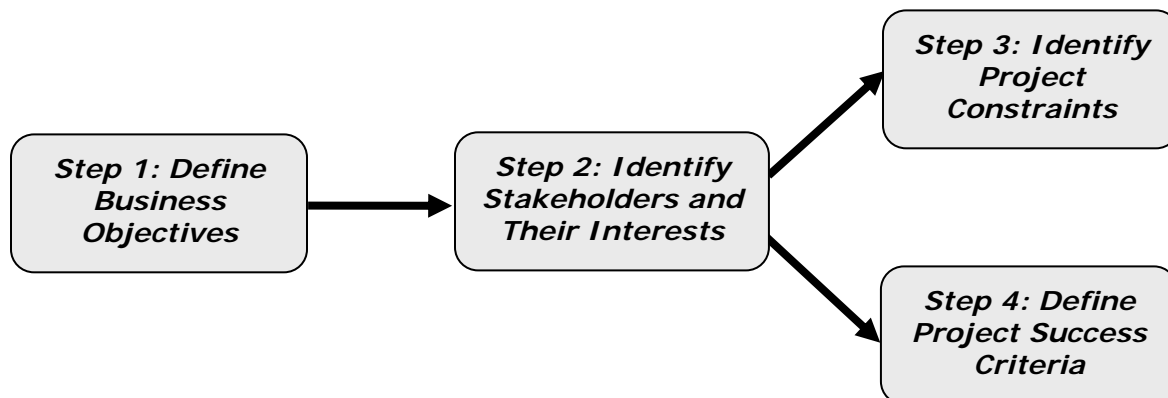 Step 1: Define
Business
Objectives
Step 2: Identify
Stakeholders and
Their Interests
Step 3: Identify
Project
Constraints
Step 4: Define
Project Success
Criteria